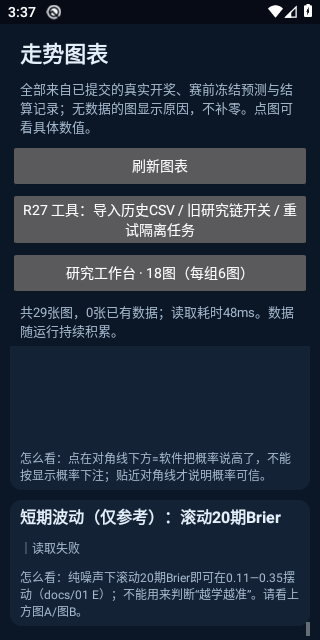 3:37
走势图表
全部来自已提交的真实开奖、赛前冻结预测与结
算记录；无数据的图显示原因，不补零。点图可
看具体数值。
刷新图表
R27 工具：导入历史CSV / 旧研究链开关 / 重
试隔离任务
研究工作台 · 18图（每组6图）
共29张图，0张已有数据；读取耗时48ms。数据
随运行持续积累。
怎么看：点在对角线下方=软件把概率说高了，不能
按显示概率下注；贴近对角线才说明概率可信。
短期波动（仅参考）：滚动20期Brier
｜读取失败
怎么看：纯噪声下滚动20期Brier即可在0.11—0.35摆
动（docs/01 E）；不能用来判断“越学越准”。请看上
方图A/图B。